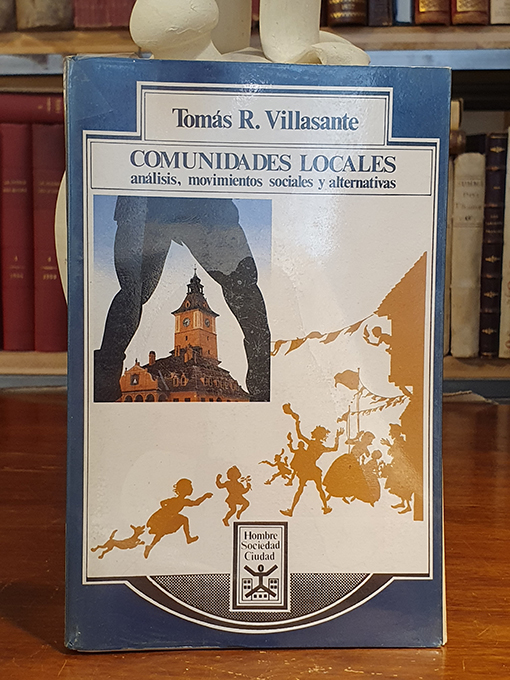 Tomás R. Villasante
COMUNIDADES LOCALES
análisis, movimientos sociales y alternativas
Hombre
Sociedad
Ciudad